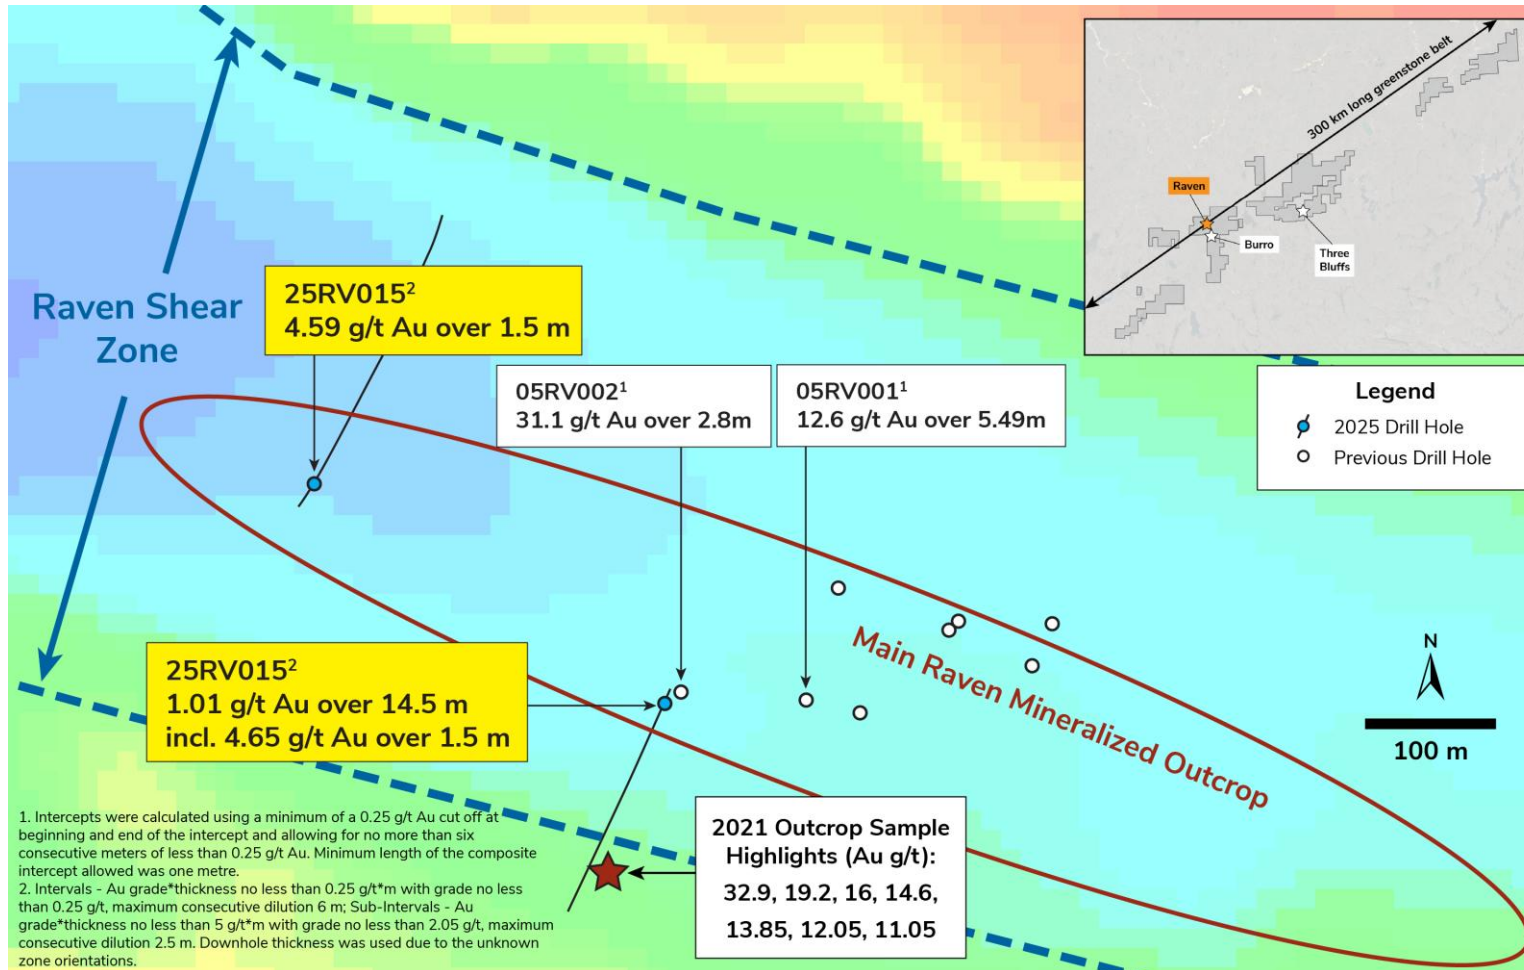 300 km long greenstone belt
Raven
Burro
Three
Bluffs
Raven Shear
Zone
25RV015²
4.59 g/t Au over 1.5 m
05RV002¹
31.1 g/t Au over 2.8m
05RV001¹
12.6 g/t Au over 5.49m
Legend
2025 Drill Hole
Previous Drill Hole
Main Raven Mineralized Outcrop
25RV015²
1.01 g/t Au over 14.5 m
incl. 4.65 g/t Au over 1.5 m
N
100 m
2021 Outcrop Sample
Highlights (Au g/t):
32.9, 19.2, 16, 14.6,
13.85, 12.05, 11.05
1. Intercepts were calculated using a minimum of a 0.25 g/t Au cut off at
beginning and end of the intercept and allowing for no more than six
consecutive meters of less than 0.25 g/t Au. Minimum length of the composite
intercept allowed was one metre.
2. Intervals - Au grade*thickness no less than 0.25 g/t*m with grade no less
than 0.25 g/t, maximum consecutive dilution 6 m; Sub-Intervals - Au
grade*thickness no less than 5 g/t*m with grade no less than 2.05 g/t, maximum
consecutive dilution 2.5 m. Downhole thickness was used due to the unknown
zone orientations.